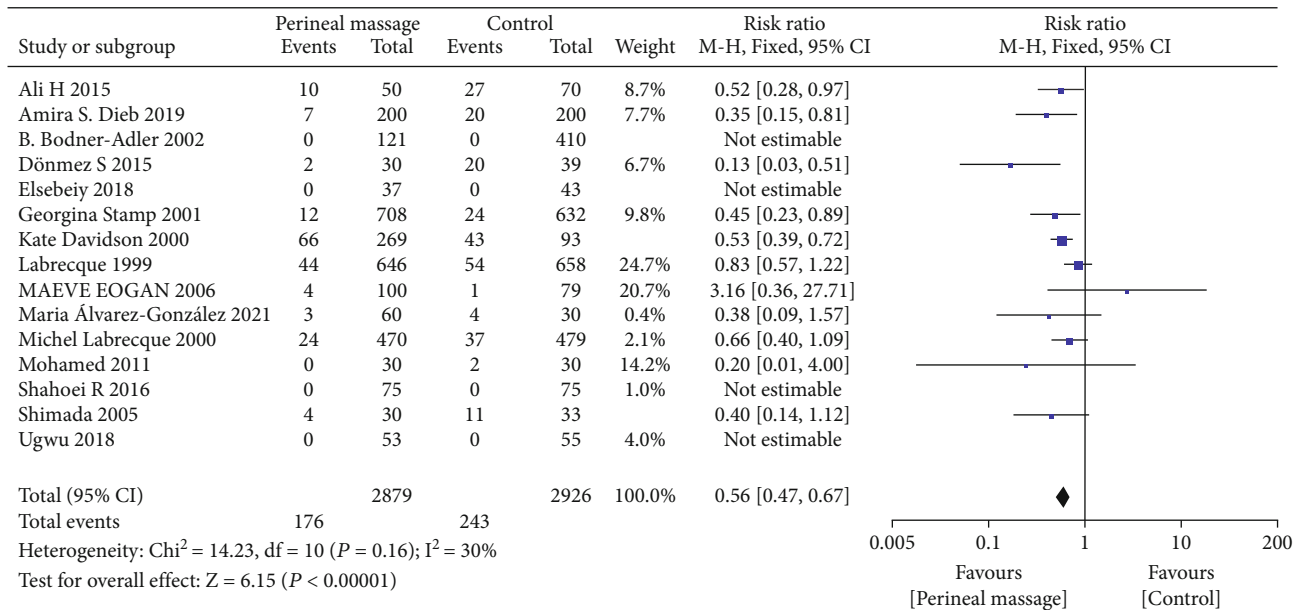 Perineal massage Control Risk ratio Risk ratio
Study or subgroup Events Total Events Total Weight M-H, Fixed, 95% CI M-H, Fixed, 95% CI
Ali H 2015 10 50 27 70 8.7% 0.52 [0.28, 0.97]
Amira S. Dieb 2019 7 200 20 200 7.7% 0.35 [0.15, 0.81]
B. Bodner-Adler 2002 0 121 0 410 Not estimable
Dönmez S 2015 2 30 20 39 6.7% 0.13 [0.03, 0.51]
Elsebeiy 2018 0 37 0 43 Not estimable
Georgina Stamp 2001 12 708 24 632 9.8% 0.45 [0.23, 0.89]
Kate Davidson 2000 66 269 43 93 0.53 [0.39, 0.72]
Labrecque 1999 44 646 54 658 24.7% 0.83 [0.57, 1.22]
MAEVE EOGAN 2006 4 100 1 79 20.7% 3.16 [0.36, 27.71]
Maria Álvarez-González 2021 3 60 4 30 0.4% 0.38 [0.09, 1.57]
Michel Labrecque 2000 24 470 37 479 2.1% 0.66 [0.40, 1.09]
Mohamed 2011 0 30 2 30 14.2% 0.20 [0.01, 4.00]
Shahoei R 2016 0 75 0 75 1.0% Not estimable
Shimada 2005 4 30 11 33 0.40 [0.14, 1.12]
Ugwu 2018 0 53 0 55 4.0% Not estimable
Total (95% CI) 2879 2926 100.0% 0.56 [0.47, 0.67]
Total events 176 243
Heterogeneity: Chi² = 14.23, df = 10 (P = 0.16); I² = 30%
Test for overall effect: Z = 6.15 (P < 0.00001)
0.005 0.1 1 10 200
Favours Favours
[Perineal massage] [Control]